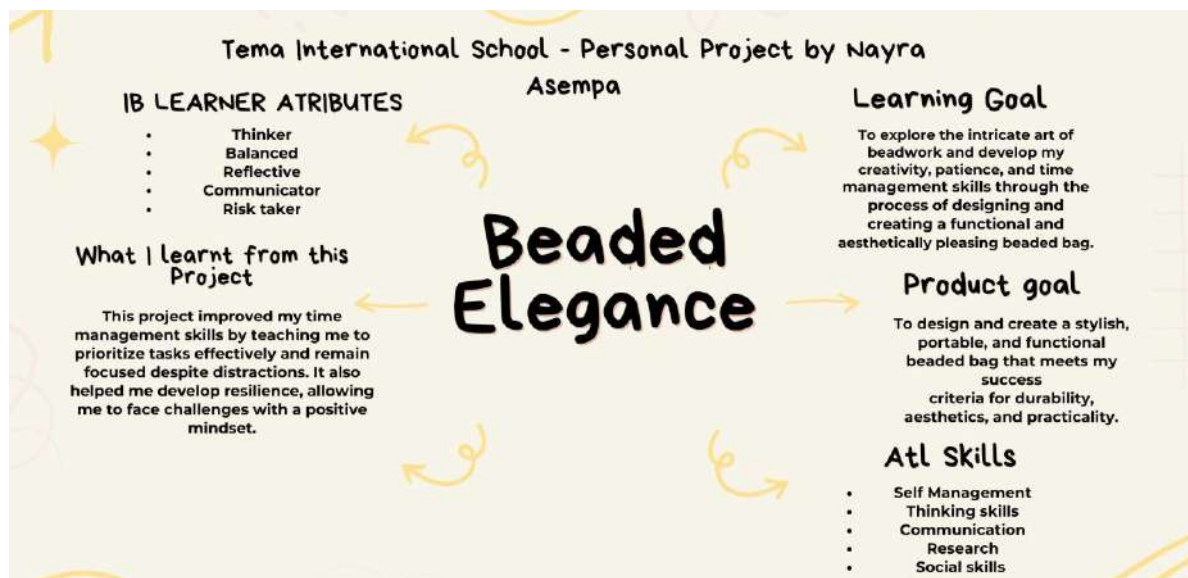 Tema International School - Personal Project by Nayra
Asempa
IB LEARNER ATRIBUTES
• Thinker
• Balanced
• Reflective
• Communicator
• Risk taker
What I learnt from this
Project
This project improved my time
management skills by teaching me to
prioritize tasks effectively and remain
focused despite distractions. It also
helped me develop resilience, allowing
me to face challenges with a positive
mindset.
Beaded
Elegance
Learning Goal
To explore the intricate art of
beadwork and develop my
creativity, patience, and time
management skills through the
process of designing and
creating a functional and
aesthetically pleasing beaded bag.
Product goal
To design and create a stylish,
portable, and functional
beaded bag that meets my
success
criteria for durability,
aesthetics, and practicality.
Atl Skills
• Self Management
• Thinking skills
• Communication
• Research
• Social skills